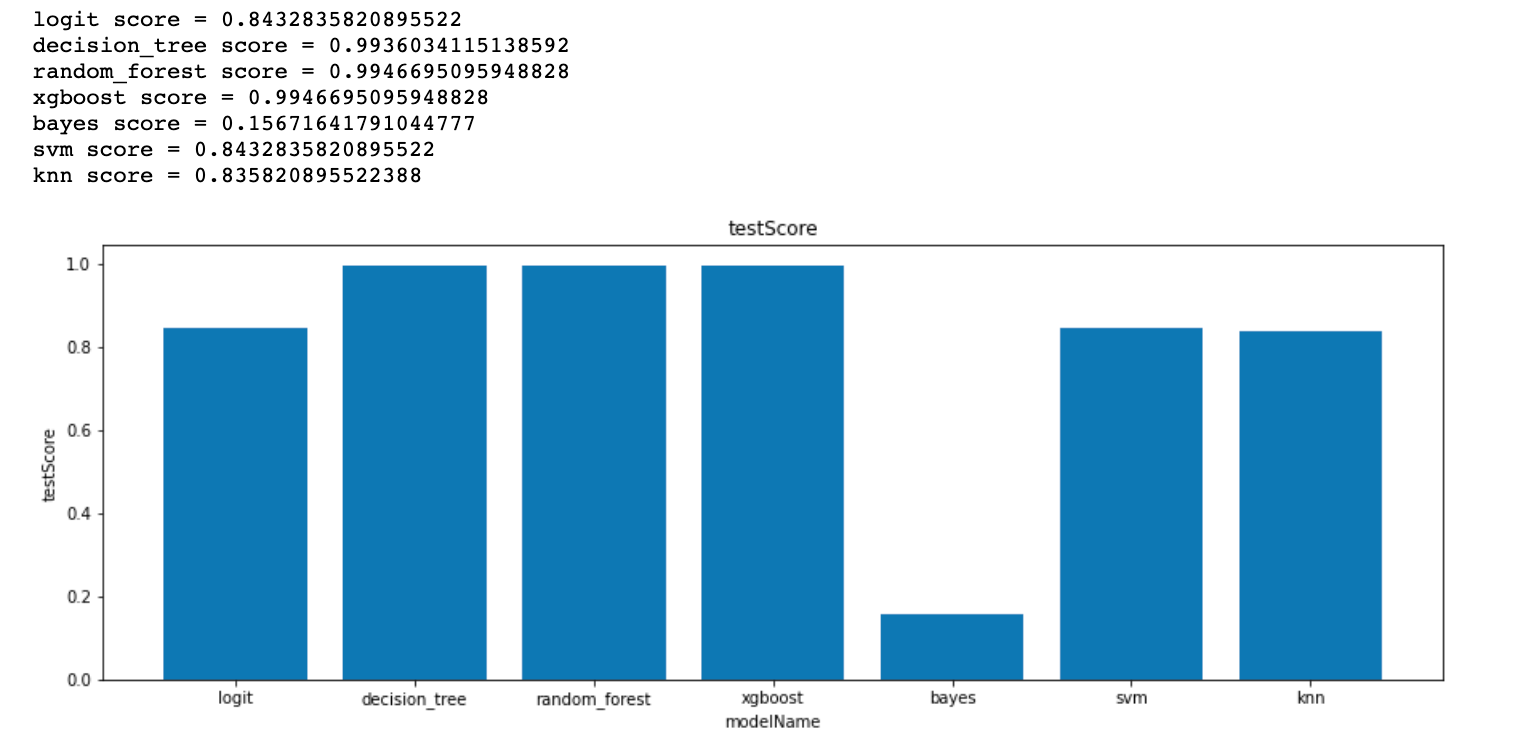 logit score = 0.8432835820895522
decision_tree score = 0.9936034115138592
random_forest score = 0.9946695095948828
xgboost score = 0.9946695095948828
bayes score = 0.15671641791044777
svm score = 0.8432835820895522
knn score = 0.835820895522388
testScore
1.0
0.8
0.6
0.4
0.2
0.0
testScore
logit decision_tree random_forest xgboost bayes svm knn
modelName